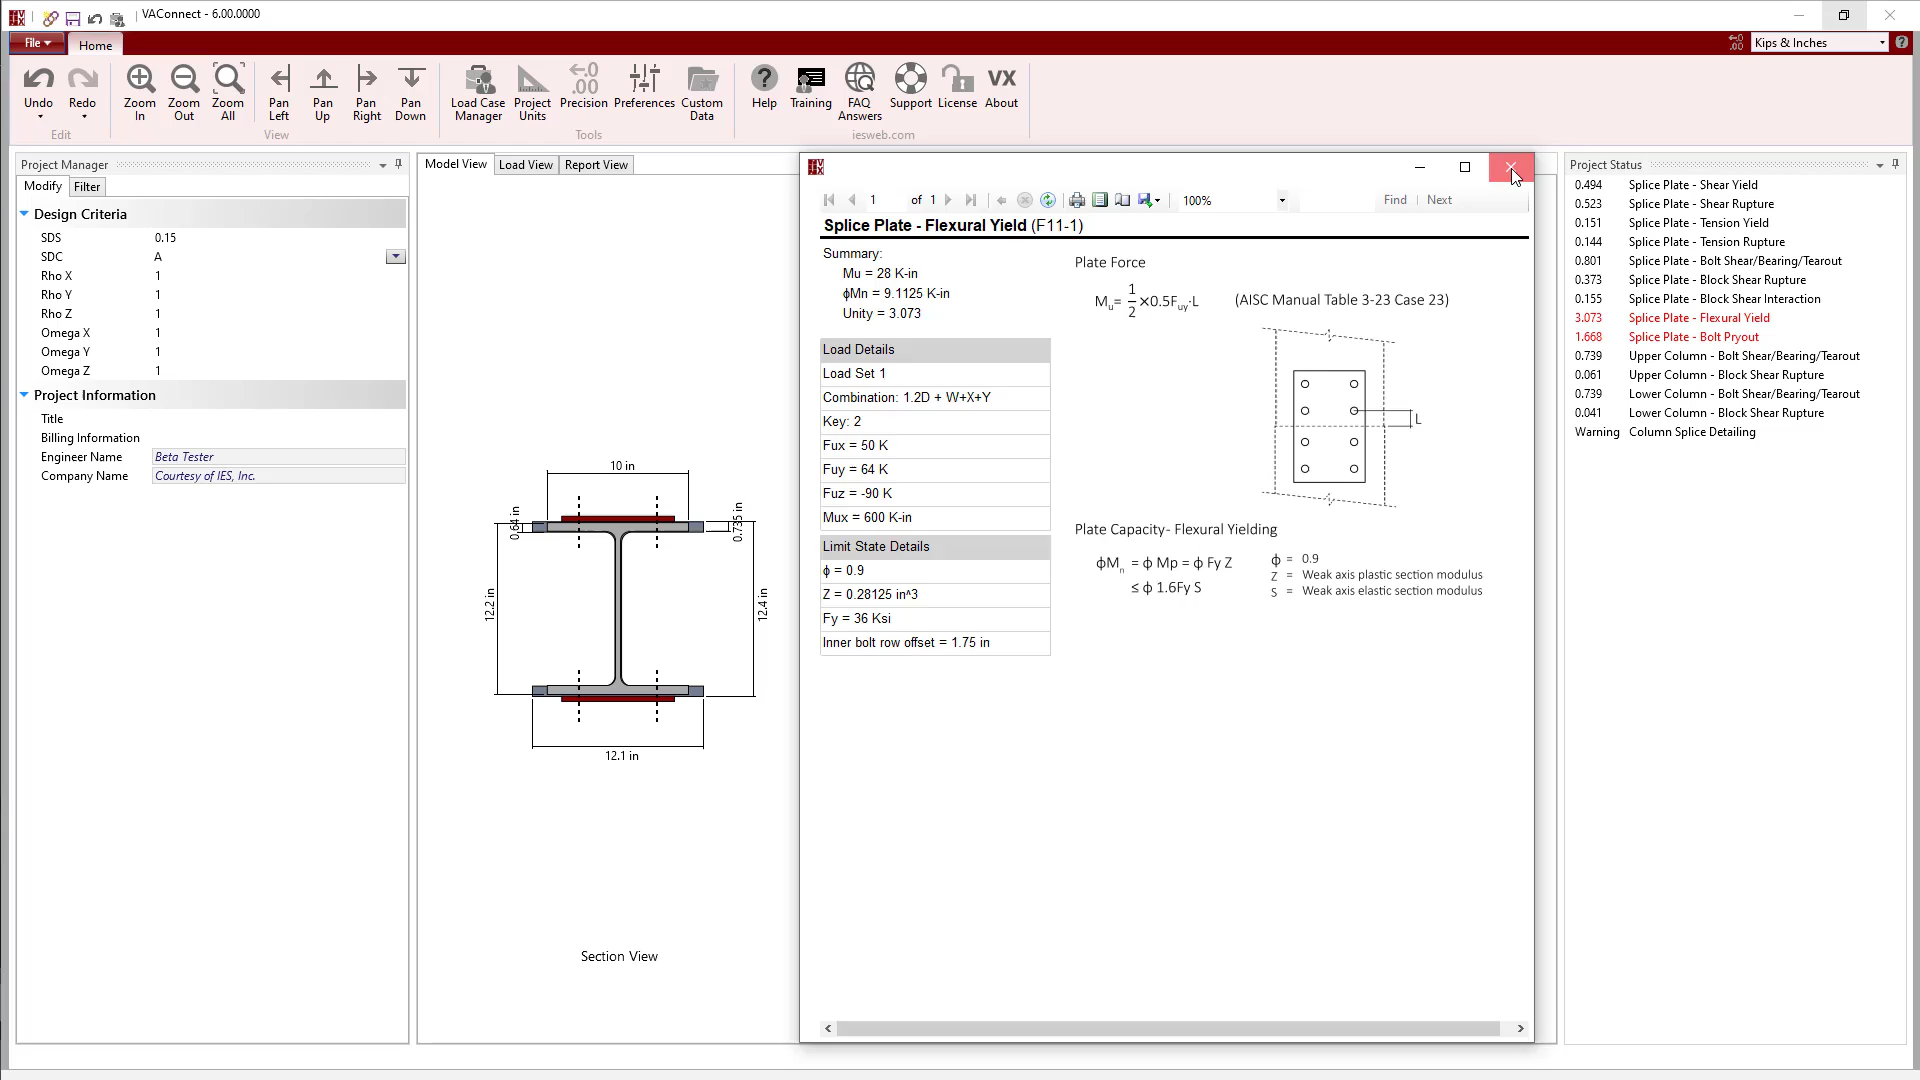 VAConnect - 6.00.0000
File
Home
Kips & Inches
Undo
Redo
Zoom In
Zoom Out
Zoom All
Pan Left
Pan Up
Pan Right
Pan Down
Load Case Manager
Project Units
Precision
Preferences
Custom Data
Help
Training
FAQ Answers
Support
License
About
Edit
View
Tools
iesweb.com
Project Manager
Modify
Filter
Design Criteria
SDS 0.15
SDC A
Rho X 1
Rho Y 1
Rho Z 1
Omega X 1
Omega Y 1
Omega Z 1
Project Information
Title
Billing Information
Engineer Name Beta Tester
Company Name Courtesy of IES, Inc.
Model View
Load View
Report View
10 in
0.64 in
0.735 in
12.2 in
12.4 in
12.1 in
Section View
1 of 1
100%
Find
Next
Splice Plate - Flexural Yield (F11-1)
Summary:
Mu = 28 K-in
ϕMn = 9.1125 K-in
Unity = 3.073
Load Details
Load Set 1
Combination: 1.2D + W+X+Y
Key: 2
Fux = 50 K
Fuy = 64 K
Fuz = -90 K
Mux = 600 K-in
Limit State Details
ϕ = 0.9
Z = 0.28125 in^3
Fy = 36 Ksi
Inner bolt row offset = 1.75 in
Plate Force
Mu= 1/2 ×0.5Fuy·L (AISC Manual Table 3-23 Case 23)
L
Plate Capacity- Flexural Yielding
ϕMn = ϕ Mp = ϕ Fy Z
≤ ϕ 1.6Fy S
ϕ = 0.9
Z = Weak axis plastic section modulus
S = Weak axis elastic section modulus
Project Status
0.494 Splice Plate - Shear Yield
0.523 Splice Plate - Shear Rupture
0.151 Splice Plate - Tension Yield
0.144 Splice Plate - Tension Rupture
0.801 Splice Plate - Bolt Shear/Bearing/Tearout
0.373 Splice Plate - Block Shear Rupture
0.155 Splice Plate - Block Shear Interaction
3.073 Splice Plate - Flexural Yield
1.668 Splice Plate - Bolt Pryout
0.739 Upper Column - Bolt Shear/Bearing/Tearout
0.061 Upper Column - Block Shear Rupture
0.739 Lower Column - Bolt Shear/Bearing/Tearout
0.041 Lower Column - Block Shear Rupture
Warning Column Splice Detailing